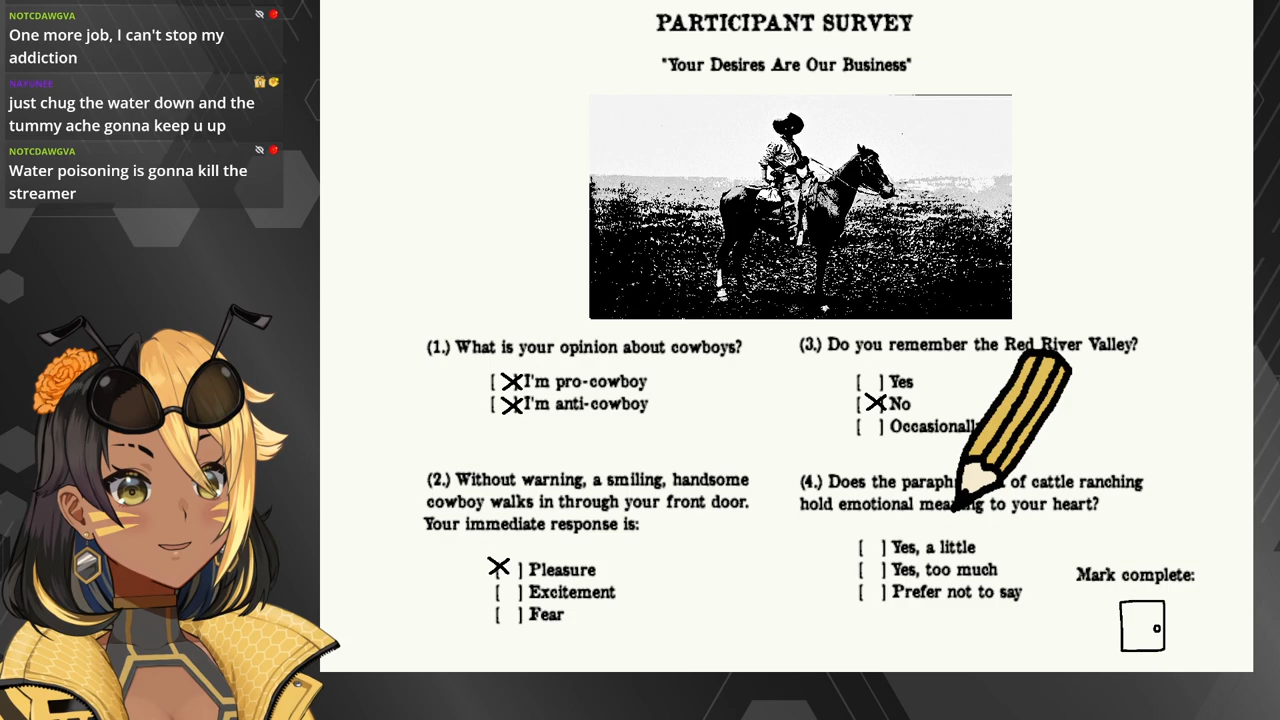 NOTCDAWGVA
One more job, I can't stop my
addiction
NAYUNEE
just chug the water down and the
tummy ache gonna keep u up
NOTCDAWGVA
Water poisoning is gonna kill the
streamer
PARTICIPANT SURVEY
"Your Desires Are Our Business"
(1.) What is your opinion about cowboys?
[ X ] I'm pro-cowboy
[ X ] I'm anti-cowboy
(2.) Without warning, a smiling, handsome
cowboy walks in through your front door.
Your immediate response is:
[ X ] Pleasure
[ ] Excitement
[ ] Fear
(3.) Do you remember the Red River Valley?
[ ] Yes
[ X ] No
[ ] Occasionally
(4.) Does the of cattle ranching
hold emotional meaning to your heart?
[ ] Yes, a little
[ ] Yes, too much
[ ] Prefer not to say
Mark complete: